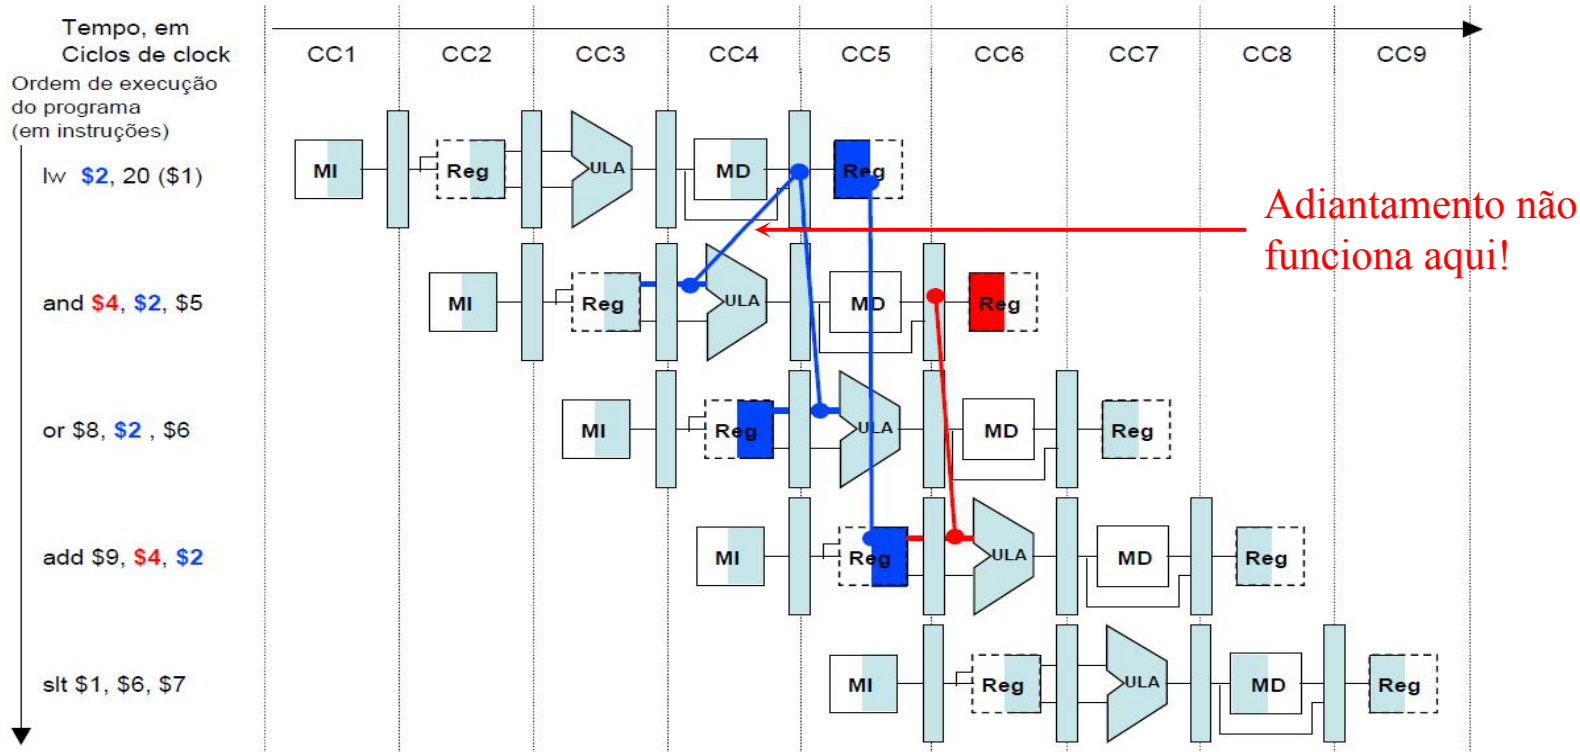 Tempo, em
Ciclos de clock
CC1 CC2 CC3 CC4 CC5 CC6 CC7 CC8 CC9
Ordem de execução
do programa
(em instruções)
lw $2, 20 ($1)
MI Reg ULA MD Reg
Adiantamento não
funciona aqui!
and $4, $2, $5
MI Reg ULA MD Reg
or $8, $2 , $6
MI Reg ULA MD Reg
add $9, $4, $2
MI Reg ULA MD Reg
slt $1, $6, $7
MI Reg ULA MD Reg